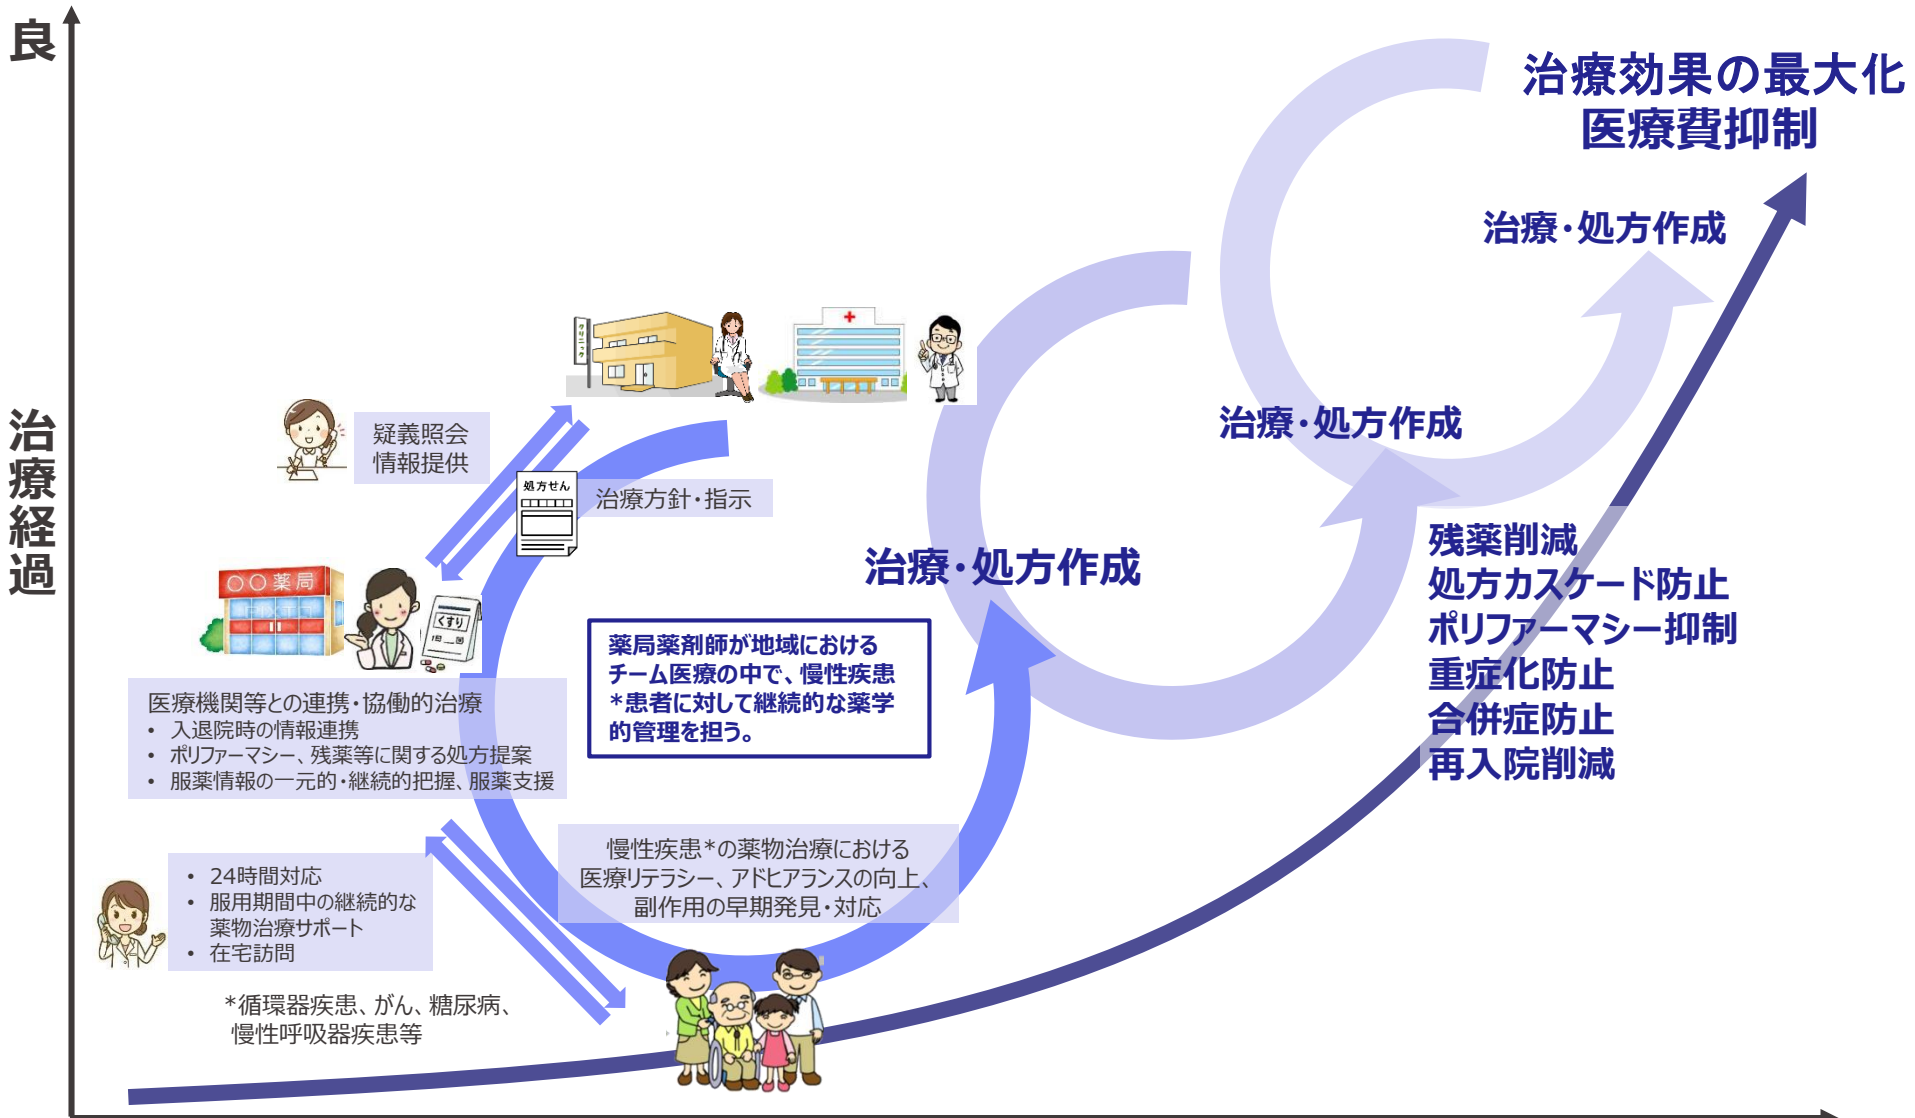 良
治療経過
治療効果の最大化
医療費抑制
治療・処方作成
治療・処方作成
治療・処方作成
クリニック
疑義照会
情報提供
処方せん
治療方針・指示
〇〇薬局
くすり
1日__回
医療機関等との連携・協働的治療
• 入退院時の情報連携
• ポリファーマシー、残薬等に関する処方提案
• 服薬情報の一元的・継続的把握、服薬支援
薬局薬剤師が地域における
チーム医療の中で、慢性疾患
*患者に対して継続的な薬学
的管理を担う。
残薬削減
処方カスケード防止
ポリファーマシー抑制
重症化防止
合併症防止
再入院削減
慢性疾患*の薬物治療における
医療リテラシー、アドヒアランスの向上、
副作用の早期発見・対応
• 24時間対応
• 服用期間中の継続的な
薬物治療サポート
• 在宅訪問
*循環器疾患、がん、糖尿病、
慢性呼吸器疾患等